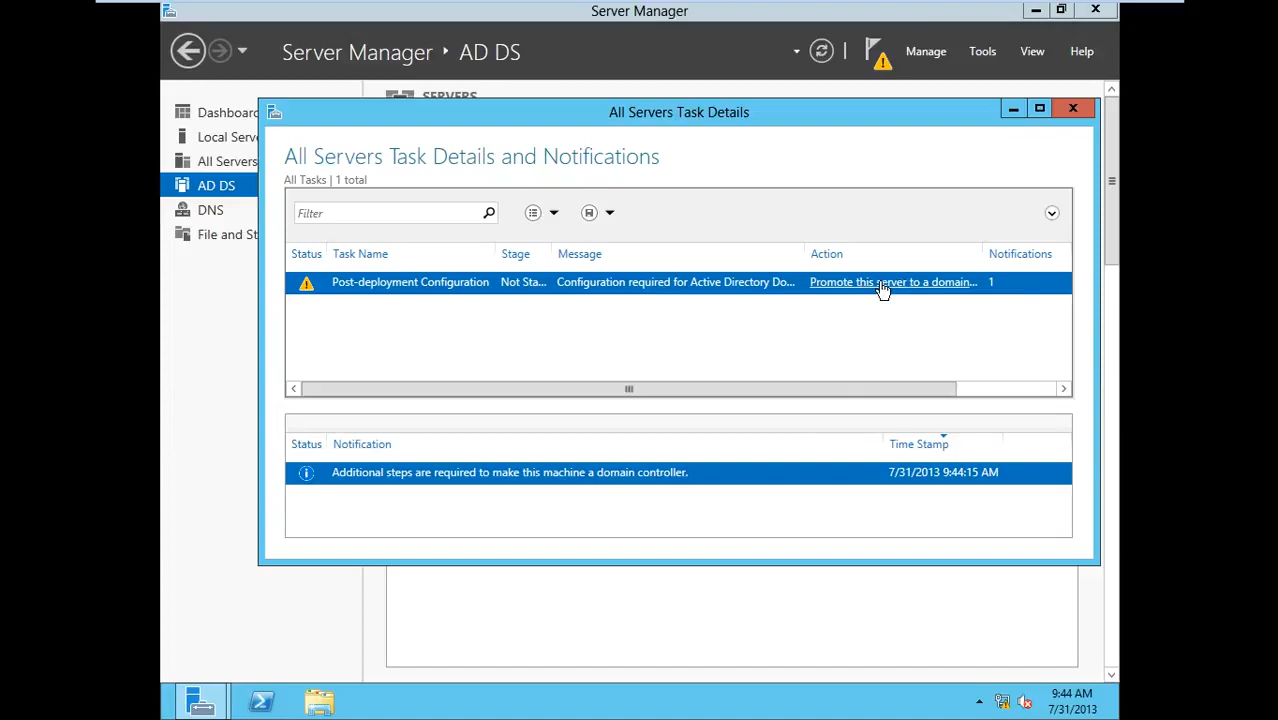 Server Manager
Server Manager ‣ AD DS
Manage Tools View Help
SERVERS
Dashboard
Local Serve
All Servers
AD DS
DNS
File and St
All Servers Task Details
All Servers Task Details and Notifications
All Tasks | 1 total
Filter
Status Task Name Stage Message Action Notifications
Post-deployment Configuration Not Sta... Configuration required for Active Directory Do... Promote this server to a domain... 1
Status Notification Time Stamp
Additional steps are required to make this machine a domain controller. 7/31/2013 9:44:15 AM
9:44 AM
7/31/2013